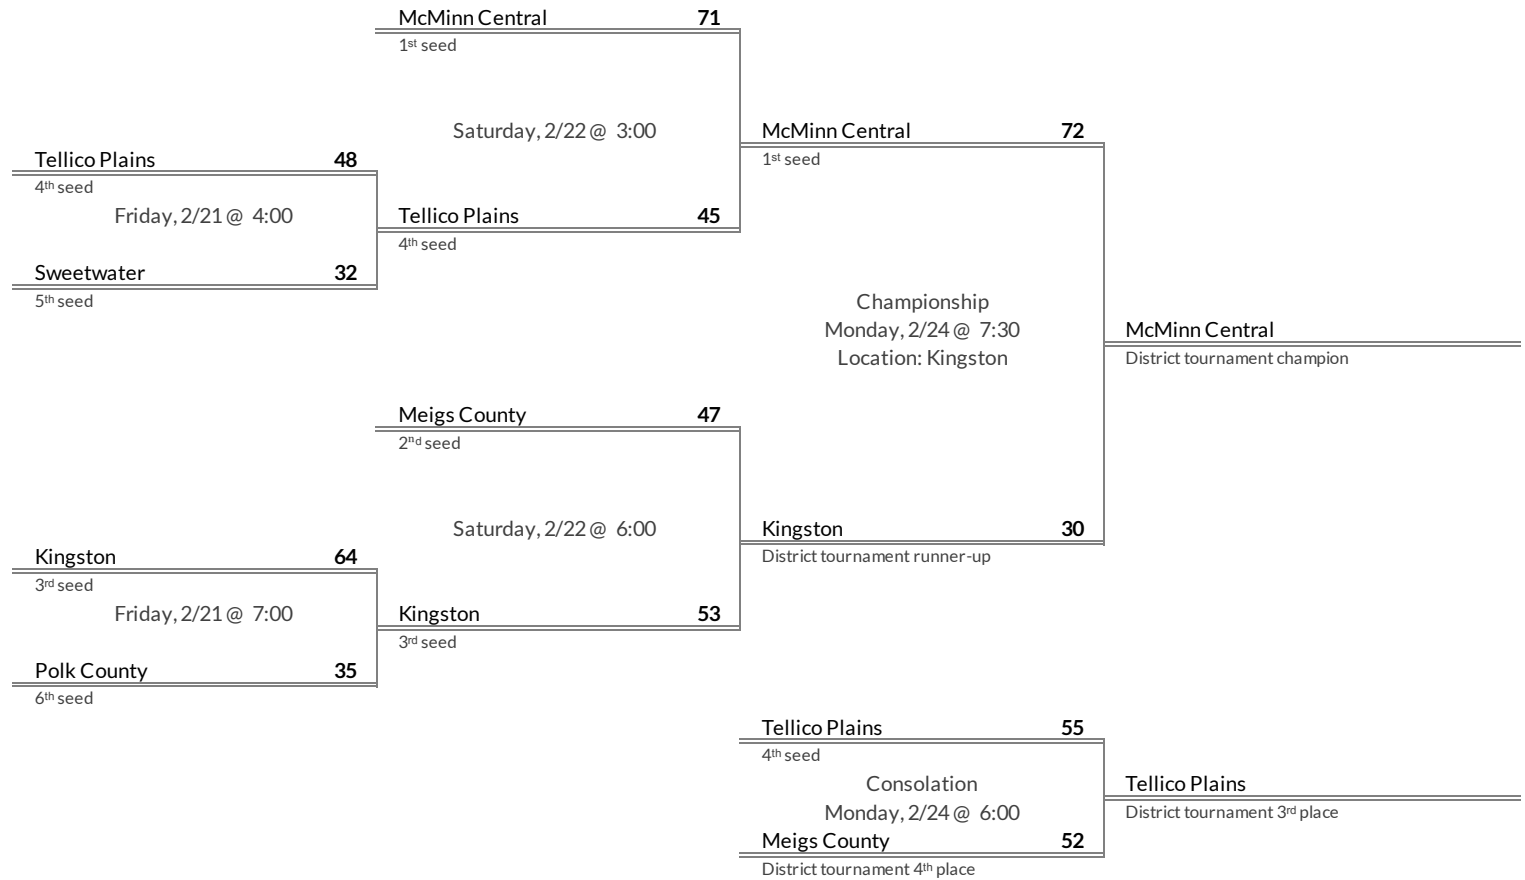 McMinn Central 71
1st seed
Saturday, 2/22 @ 3:00
Tellico Plains 48
4th seed
Friday, 2/21 @ 4:00
Sweetwater 32
5th seed
Tellico Plains 45
4th seed
McMinn Central 72
1st seed
Championship
Monday, 2/24 @ 7:30
Location: Kingston
McMinn Central
District tournament champion
Meigs County 47
2nd seed
Saturday, 2/22 @ 6:00
Kingston 64
3rd seed
Friday, 2/21 @ 7:00
Polk County 35
6th seed
Kingston 53
3rd seed
Kingston 30
District tournament runner-up
Tellico Plains 55
4th seed
Consolation
Monday, 2/24 @ 6:00
Meigs County 52
District tournament 4th place
Tellico Plains
District tournament 3rd place